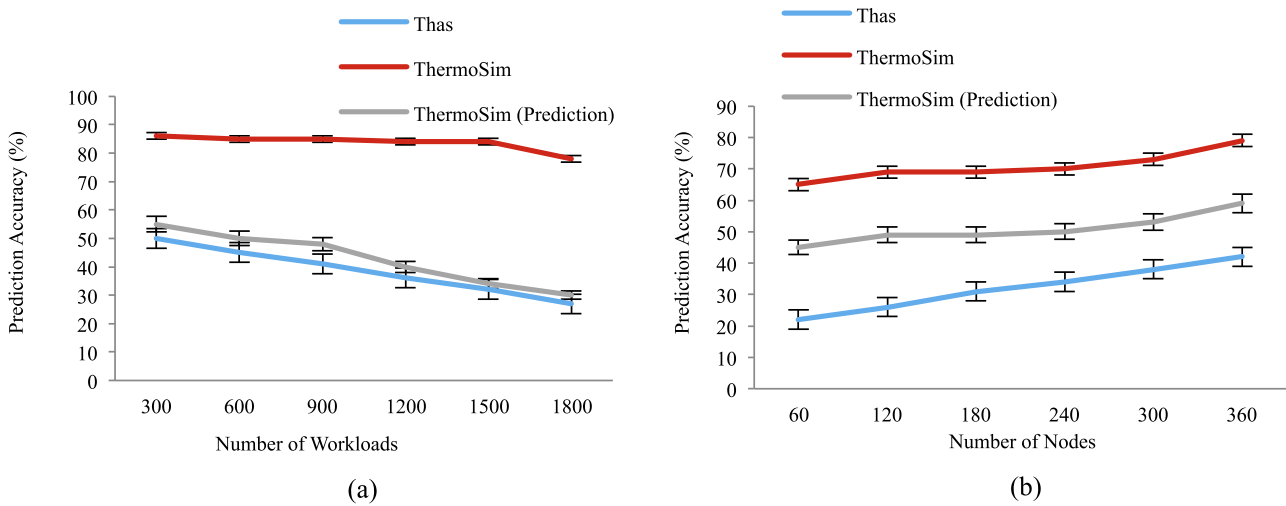 Thas
ThermoSim
ThermoSim (Prediction)
Prediction Accuracy (%)
100
90
80
70
60
50
40
30
20
10
0
300 600 900 1200 1500 1800
Number of Workloads
(a)
Thas
ThermoSim
ThermoSim (Prediction)
Prediction Accuracy (%)
90
80
70
60
50
40
30
20
10
0
60 120 180 240 300 360
Number of Nodes
(b)